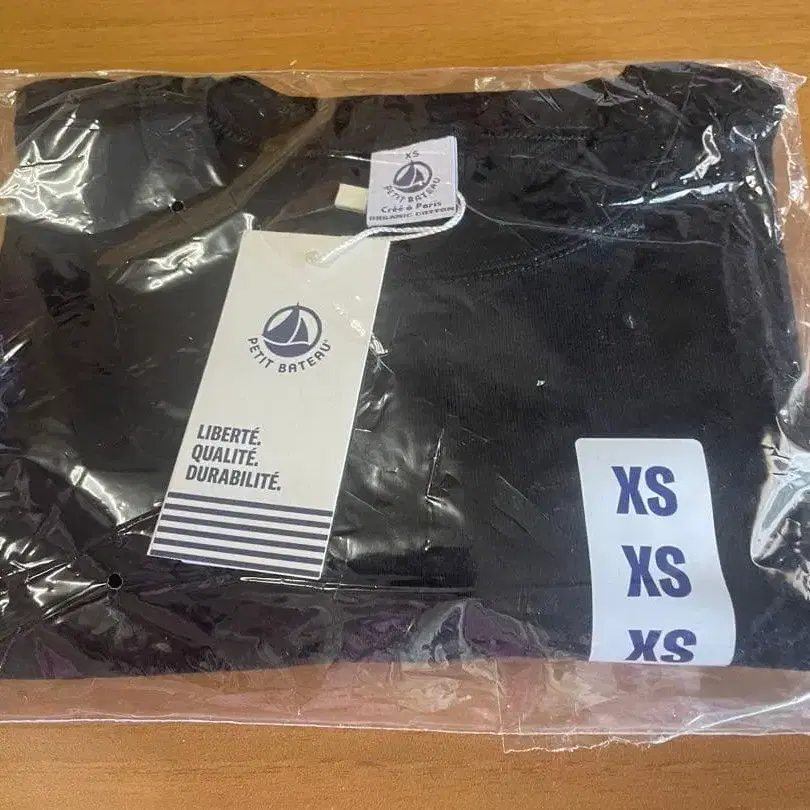 XS
PETIT BATEAU
Créé à Paris
ORGANIC COTTON
PETIT BATEAU
LIBERTÉ.
QUALITÉ.
DURABILITÉ.
XS
XS
XS